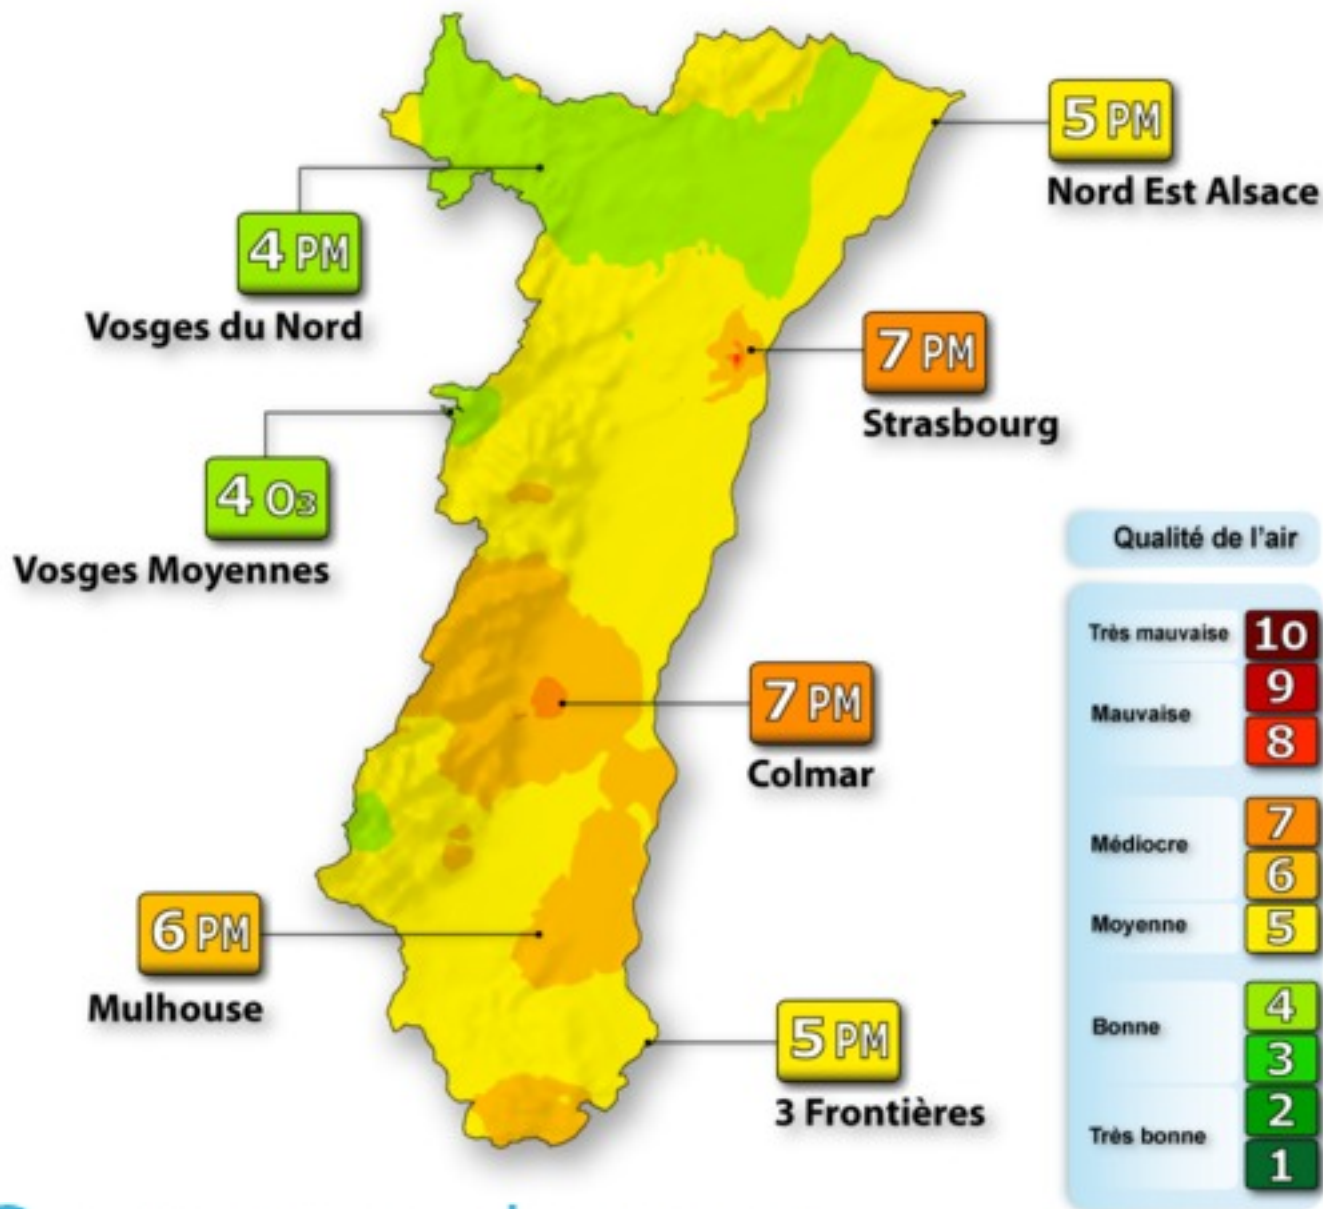 5 PM
Nord Est Alsace
4 PM
Vosges du Nord
7 PM
Strasbourg
4 O3
Vosges Moyennes
7 PM
Colmar
6 PM
Mulhouse
5 PM
3 Frontières
Qualité de l'air
Très mauvaise 10
Mauvaise 9
8
Médiocre 7
6
Moyenne 5
Bonne 4
3
Très bonne 2
1